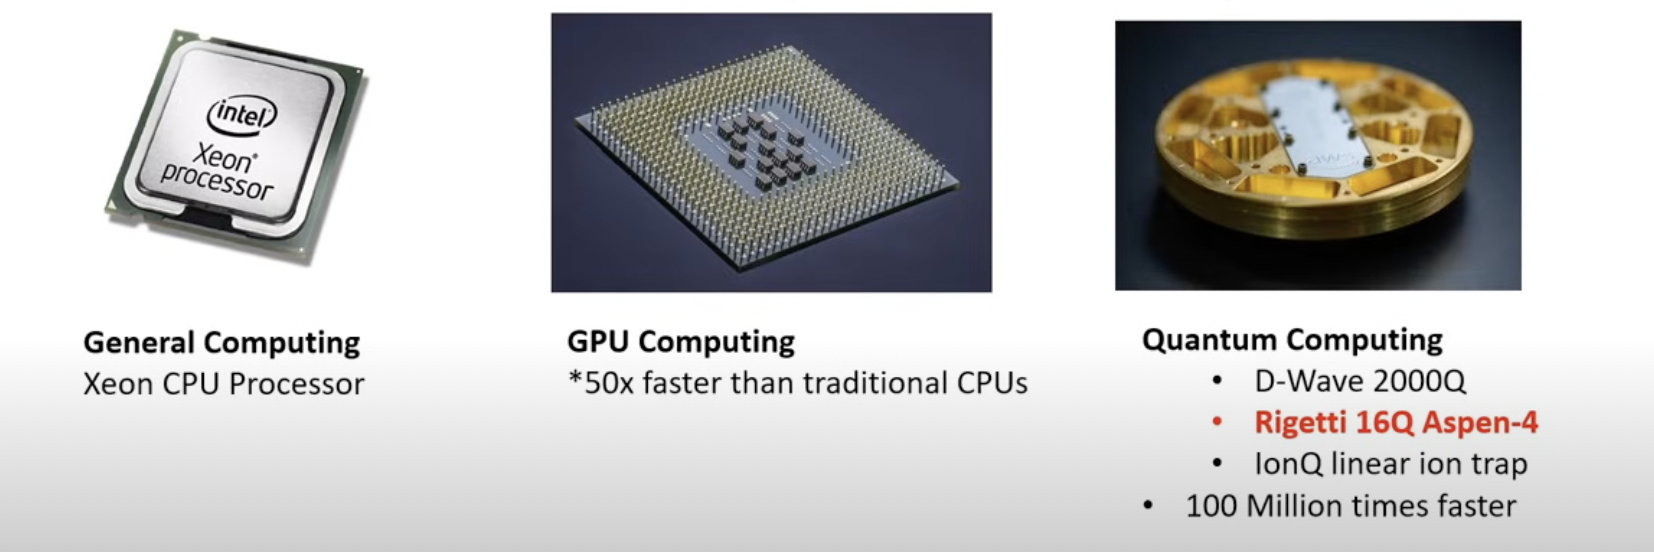 intel
Xeon®
processor
aws
General Computing
Xeon CPU Processor
GPU Computing
*50x faster than traditional CPUs
Quantum Computing
• D-Wave 2000Q
• Rigetti 16Q Aspen-4
• IonQ linear ion trap
• 100 Million times faster